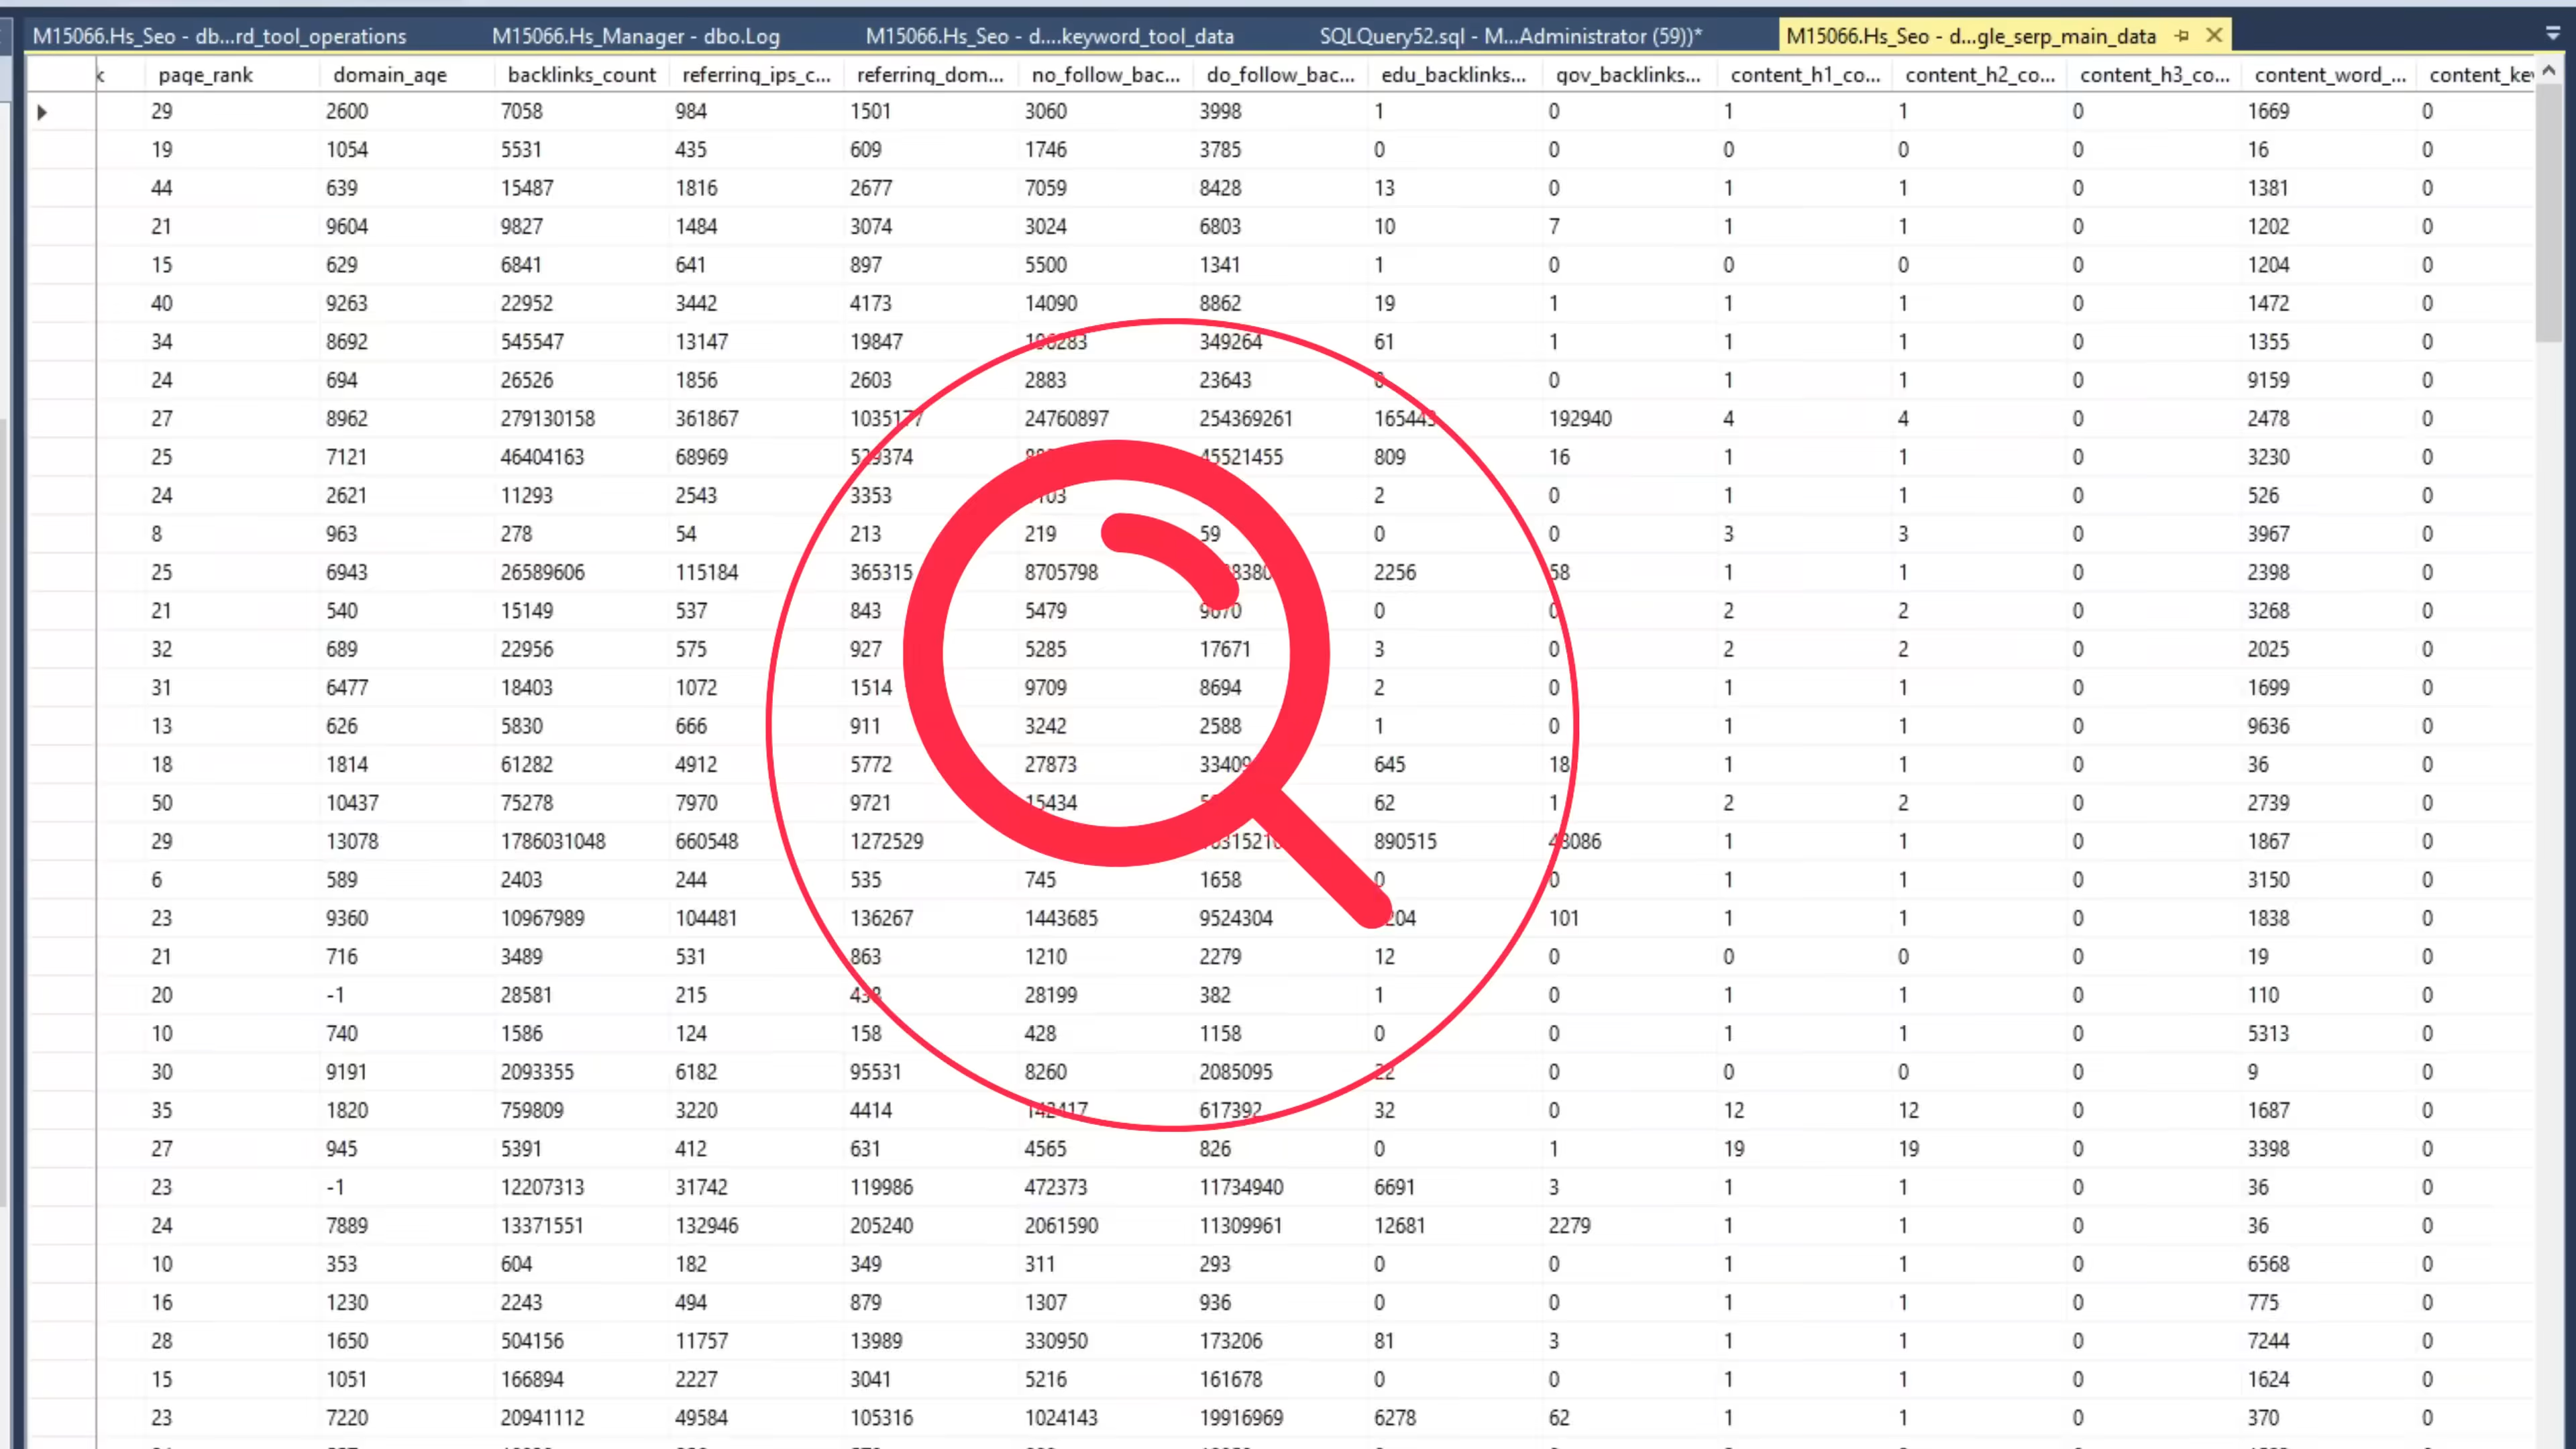 M15066.Hs_Seo - db...rd_tool_operations M15066.Hs_Manager - dbo.Log M15066.Hs_Seo - d....keyword_tool_data SQLQuery52.sql - M...Administrator (59))* M15066.Hs_Seo - d...gle_serp_main_data
page_rank domain_age backlinks_count referring_ips_c... referring_dom... no_follow_bac... do_follow_bac... edu_backlinks... gov_backlinks... content_h1_co... content_h2_co... content_h3_co... content_word_...
29 2600 7058 984 1501 3060 3998 1 0 1 1 0 1669 0
19 1054 5531 435 609 1746 3785 0 0 0 0 0 16 0
44 639 15487 1816 2677 7059 8428 13 0 1 1 0 1381 0
21 9604 9827 1484 3074 3024 6803 10 7 1 1 0 1202 0
15 629 6841 641 897 5500 1341 1 0 0 0 0 1204 0
40 9263 22952 3442 4173 14090 8862 19 1 1 1 0 1472 0
34 8692 545547 13147 19847 349264 61 1 1 1 0 1355 0
24 694 26526 1856 2603 2883 23643 0 1 1 0 9159 0
27 8962 279130158 361867 24760897 254369261 192940 4 4 0 2478 0
25 7121 46404163 68969 45521455 809 16 1 1 0 3230 0
24 2621 11293 2543 3353 2 0 1 1 0 526 0
8 963 278 54 213 219 59 0 0 3 3 0 3967 0
25 6943 26589606 115184 365315 8705798 2256 58 1 1 0 2398 0
21 540 15149 537 843 5479 0 2 2 0 3268 0
32 689 22956 575 927 5285 17671 3 0 2 2 0 2025 0
31 6477 18403 1072 1514 9709 8694 2 0 1 1 0 1699 0
13 626 5830 666 911 3242 2588 1 0 1 1 0 9636 0
18 1814 61282 4912 5772 27873 33409 645 18 1 1 0 36 0
50 10437 75278 7970 9721 15434 62 1 2 2 0 2739 0
29 13078 1786031048 660548 1272529 890515 1 1 0 1867 0
6 589 2403 244 535 745 1658 0 0 1 1 0 3150 0
23 9360 10967989 104481 136267 1443685 9524304 101 1 1 0 1838 0
21 716 3489 531 863 1210 2279 12 0 0 0 0 19 0
20 -1 28581 215 28199 382 1 0 1 1 0 110 0
10 740 1586 124 158 428 1158 0 0 1 1 0 5313 0
30 9191 2093355 6182 95531 8260 2085095 0 0 0 0 9 0
35 1820 759809 3220 4414 617392 32 0 12 12 0 1687 0
27 945 5391 412 631 4565 826 0 1 19 19 0 3398 0
23 -1 12207313 31742 119986 472373 11734940 6691 3 1 1 0 36 0
24 7889 13371551 132946 205240 2061590 11309961 12681 2279 1 1 0 36 0
10 353 604 182 349 311 293 0 0 1 1 0 6568 0
16 1230 2243 494 879 1307 936 0 0 1 1 0 775 0
28 1650 504156 11757 13989 330950 173206 81 3 1 1 0 7244 0
15 1051 166894 2227 3041 5216 161678 0 0 1 1 0 1624 0
23 7220 20941112 49584 105316 1024143 19916969 6278 62 1 1 0 370 0